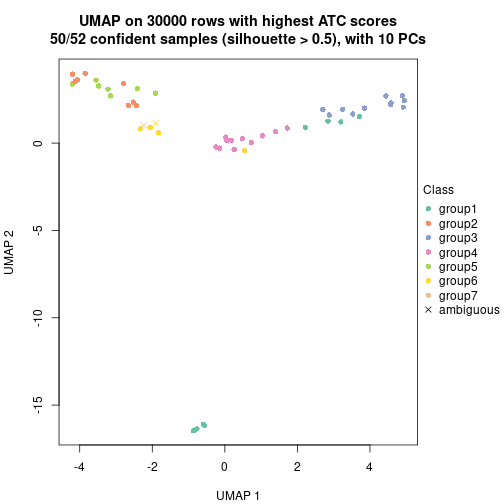 UMAP on 30000 rows with highest ATC scores
50/52 confident samples (silhouette > 0.5), with 10 PCs
UMAP 2
0
-5
-10
-15
-4
-2
0
2
4
UMAP 1
Class
group1
group2
group3
group4
group5
group6
group7
ambiguous